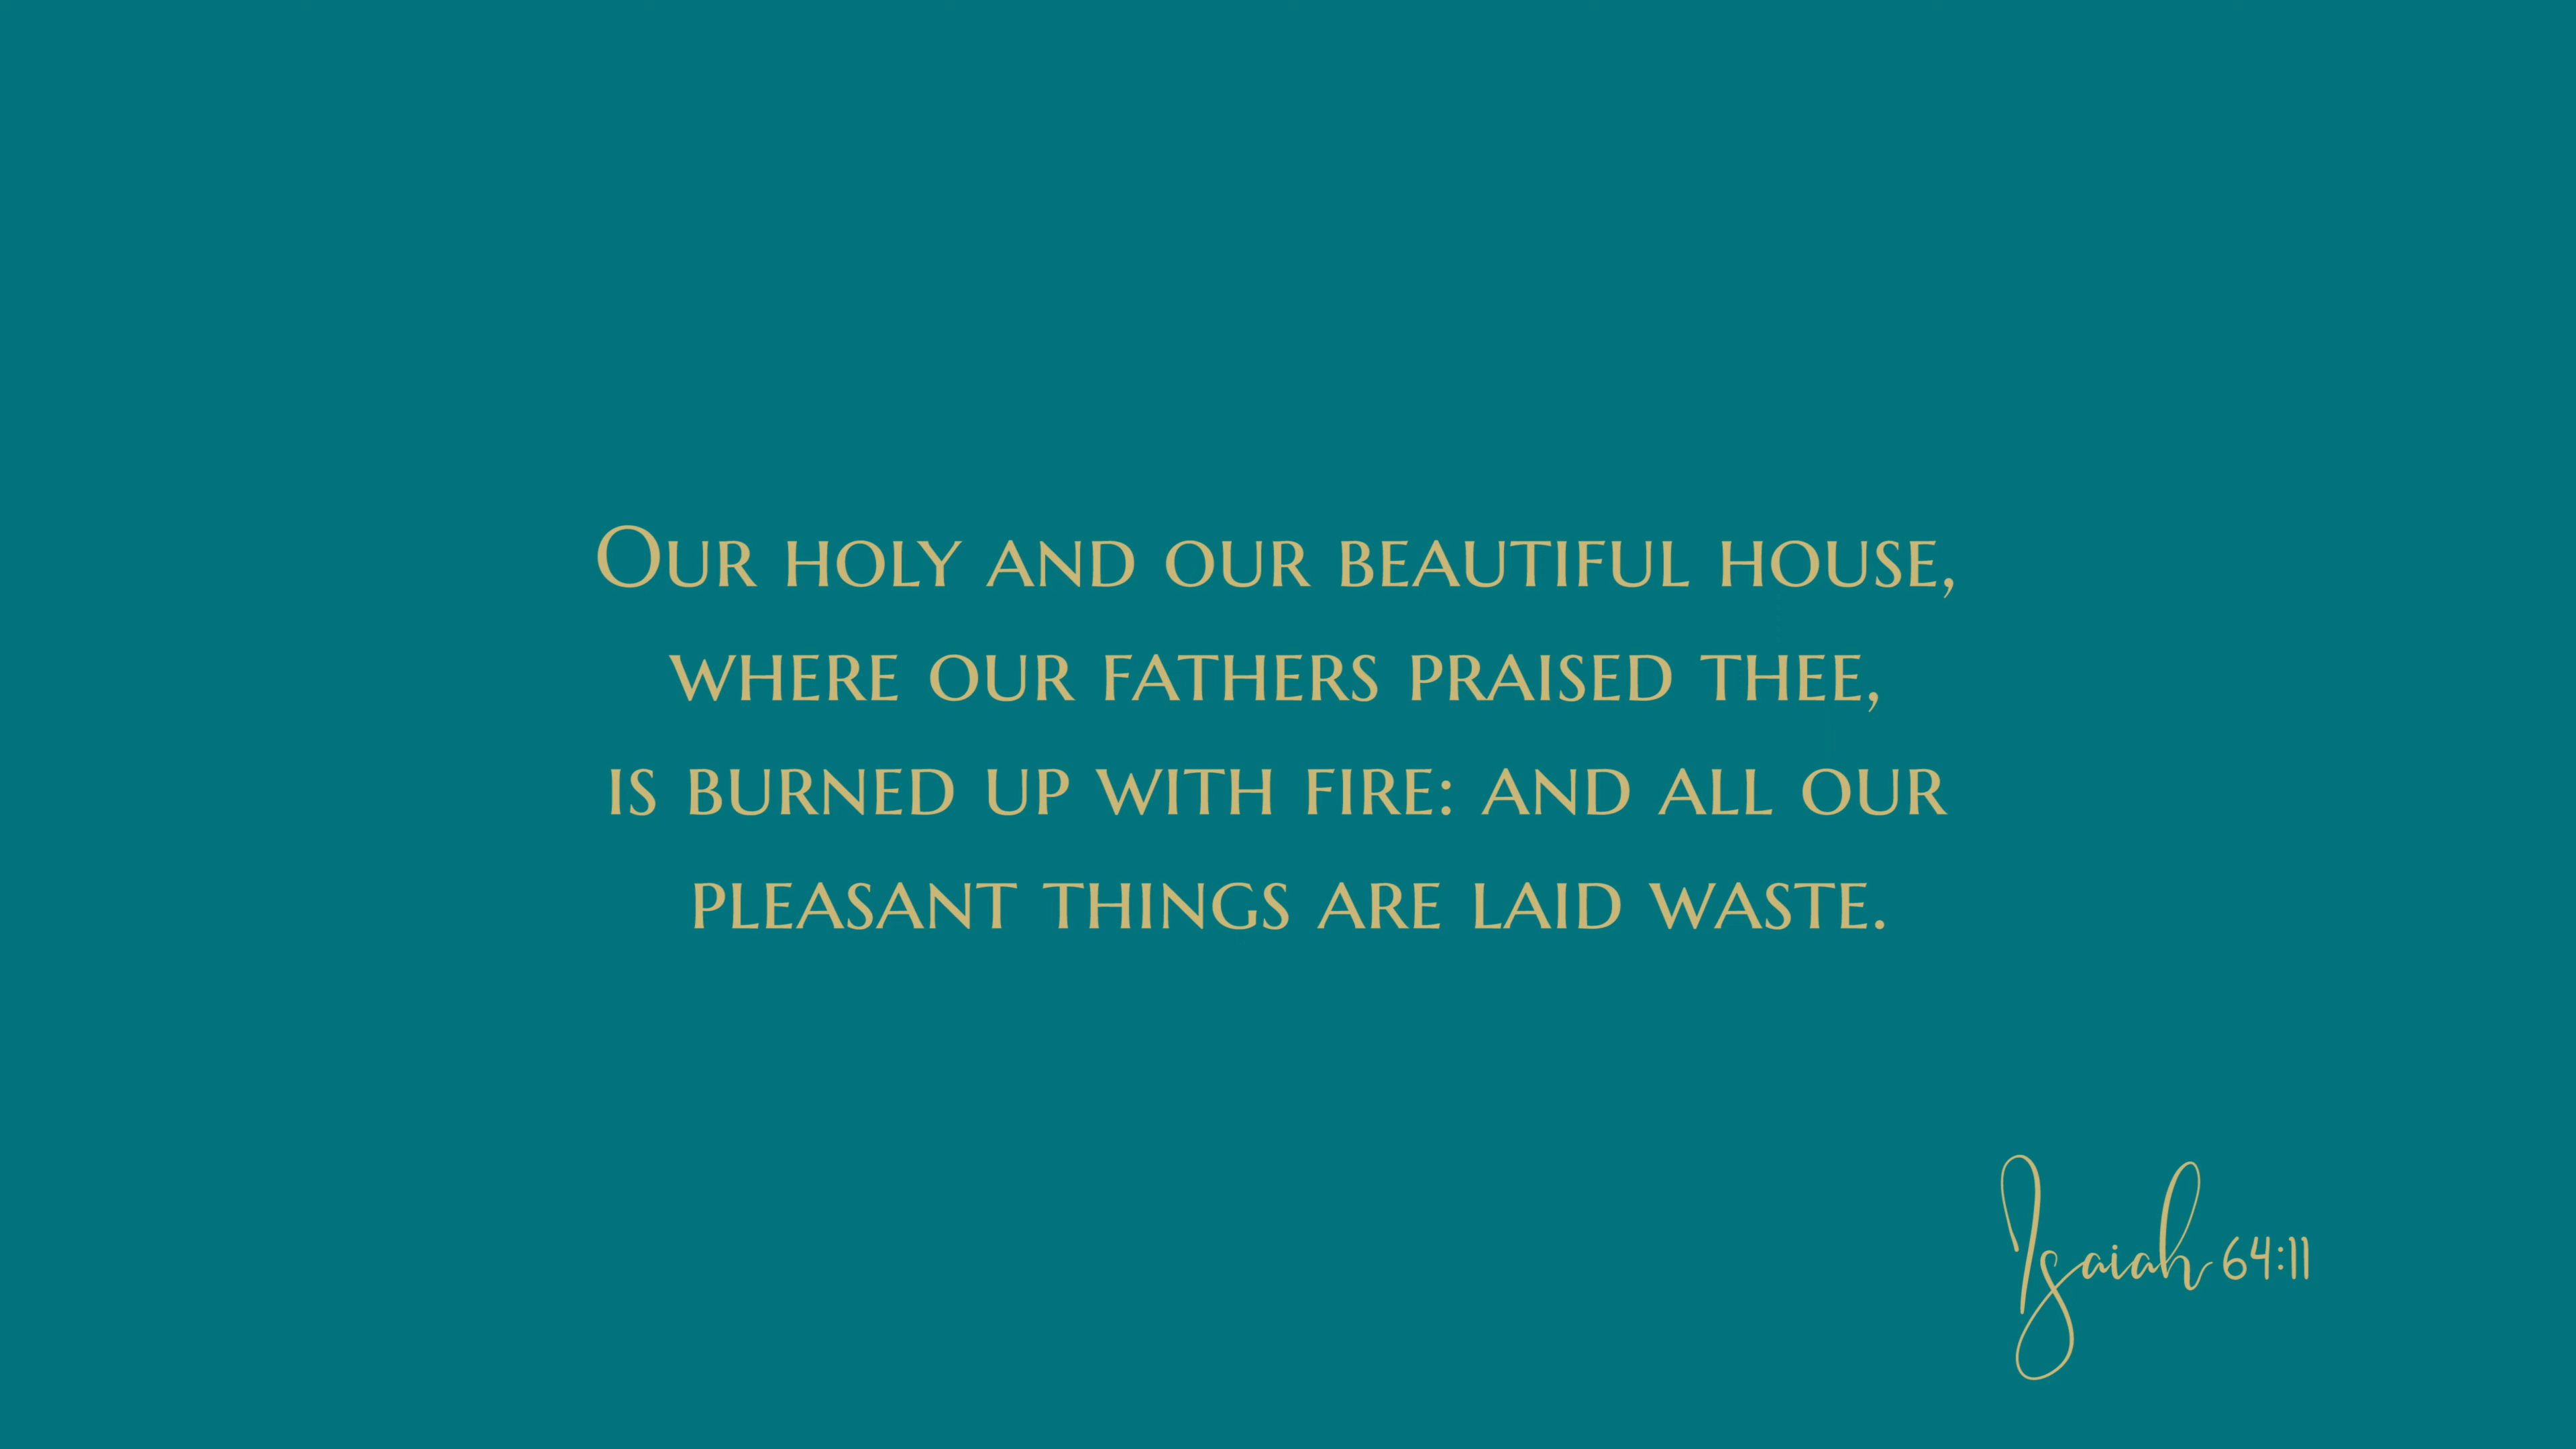 Our holy and our beautiful house,
where our fathers praised thee,
is burned up with fire: and all our
pleasant things are laid waste.
Isaiah 64:11